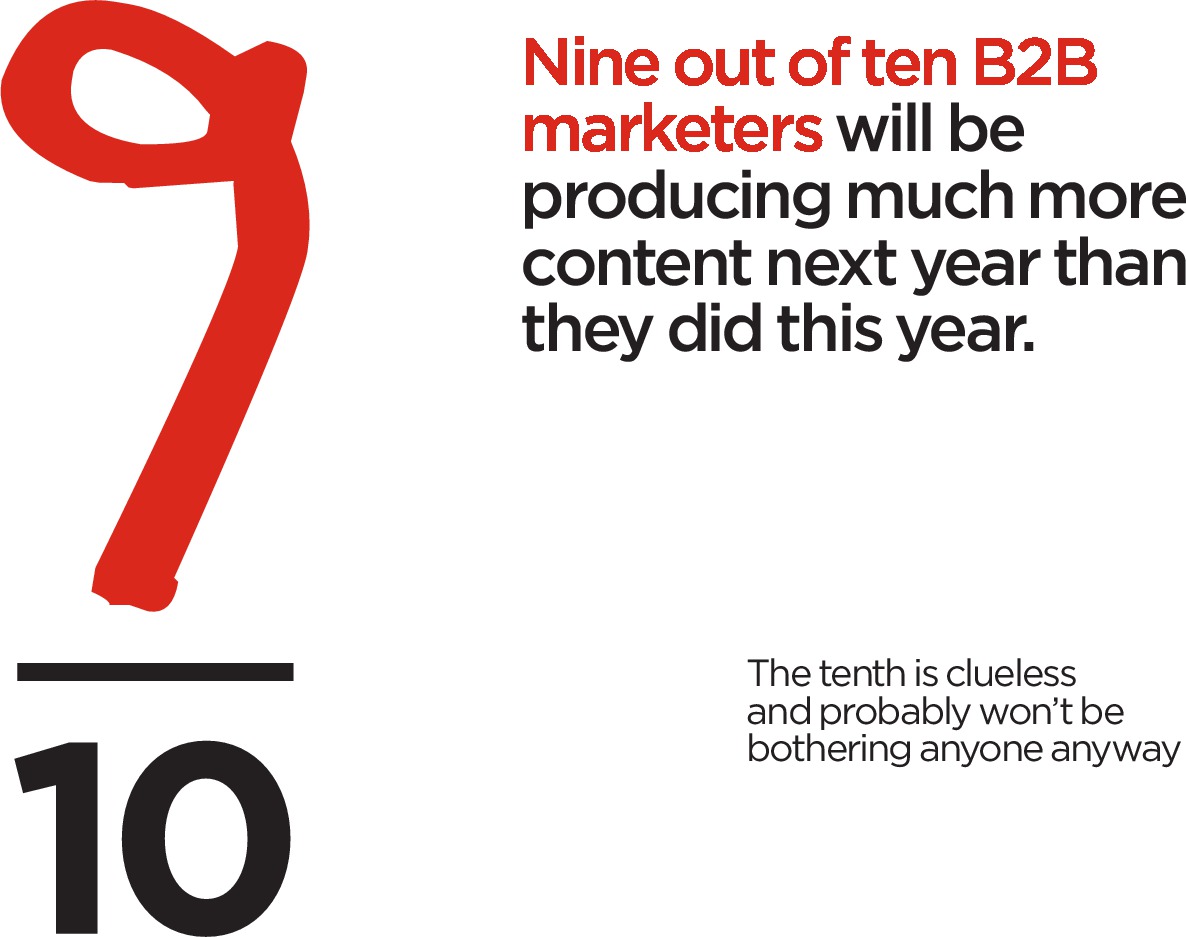 9
10
Nine out of ten B2B
marketers will be
producing much more
content next year than
they did this year.
The tenth is clueless
and probably won’t be
bothering anyone anyway